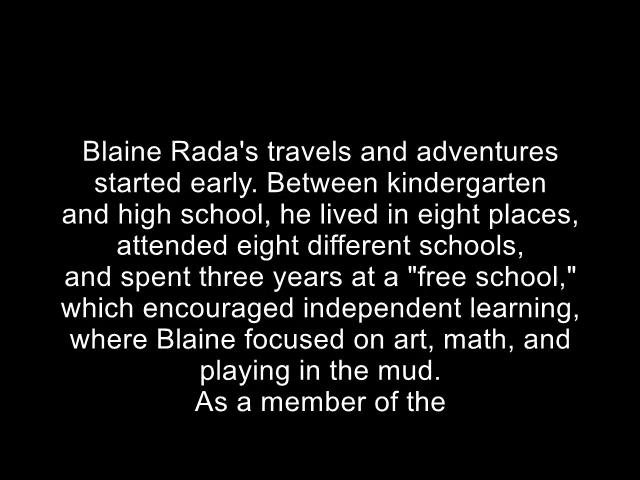 Blaine Rada's travels and adventures
started early. Between kindergarten
and high school, he lived in eight places,
attended eight different schools,
and spent three years at a "free school,"
which encouraged independent learning,
where Blaine focused on art, math, and
playing in the mud.
As a member of the